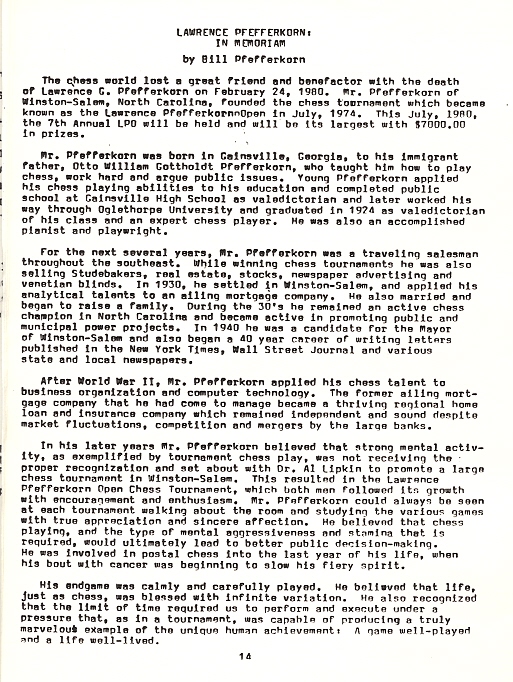 LAWRENCE PFEFFERKORN:
IN MEMORIAM
by Bill Pfefferkorn
The chess world lost a great friend and benefactor with the death
of Lawrence G. Pfefferkorn on February 24, 1980. Mr. Pfefferkorn of
Winston-Salem, North Carolina, founded the chess tournament which became
known as the Lawrence Pfefferkorn Open in July, 1974. This July, 1980,
the 7th Annual LPO will be held and will be its largest with $7000.00
in prizes.
Mr. Pfefferkorn was born in Gainsville, Georgia, to his immigrant
father, Otto William Gottholdt Pfefferkorn, who taught him how to play
chess, work hard and argue public issues. Young Pfefferkorn applied
his chess playing abilities to his education and completed public
school at Gainsville High School as valedictorian and later worked his
way through Oglethorpe University and graduated in 1924 as valedictorian
of his class and an expert chess player. He was also an accomplished
pianist and playwright.
For the next several years, Mr. Pfefferkorn was a traveling salesman
throughout the southeast. While winning chess tournaments he was also
selling Studebakers, real estate, stocks, newspaper advertising and
venetian blinds. In 1930, he settled in Winston-Salem, and applied his
analytical talents to an ailing mortgage company. He also married and
began to raise a family. During the 30's he remained an active chess
champion in North Carolina and became active in promoting public and
municipal power projects. In 1940 he was a candidate for the Mayor
of Winston-Salem and also began a 40 year career of writing letters
published in the New York Times, Wall Street Journal and various
state and local newspapers.
After World War II, Mr. Pfefferkorn applied his chess talent to
business organization and computer technology. The former ailing mort-
gage company that he had come to manage became a thriving regional home
loan and insurance company which remained independent and sound despite
market fluctuations, competition and mergers by the large banks.
In his later years Mr. Pfefferkorn believed that strong mental activ-
ity, as exemplified by tournament chess play, was not receiving the
proper recognization and set about with Dr. Al Lipkin to promote a large
chess tournament in Winston-Salem. This resulted in the Lawrence
Pfefferkorn Open Chess Tournament, which both men followed its growth
with encouragement and enthusiasm. Mr. Pfefferkorn could always be seen
at each tournament walking about the room and studying the various games
with true appreciation and sincere affection. He believed that chess
playing, and the type of mental aggressiveness and stamina that is
required, would ultimately lead to better public decision-making.
He was involved in postal chess into the last year of his life, when
his bout with cancer was beginning to slow his fiery spirit.
His endgame was calmly and carefully played. He believed that life,
just as chess, was blessed with infinite variation. He also recognized
that the limit of time required us to perform and execute under a
pressure that, as in a tournament, was capable of producing a truly
marvelous example of the unique human achievement: A game well-played
and a life well-lived.
14